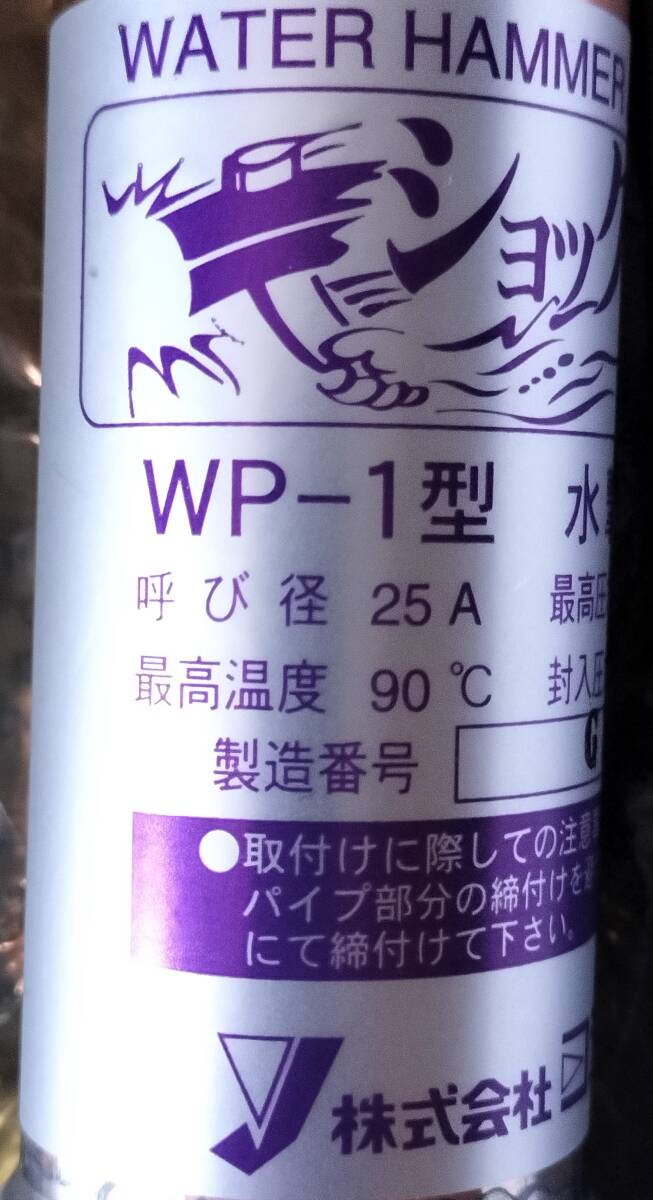 WATER HAMMER
ショック
WP-1型 水
呼び径 25A 最高圧
最高温度 90℃ 封入圧
製造番号 G
●取付けに際しての注意
パイプ部分の締付けを
にて締付けて下さい。
株式会社